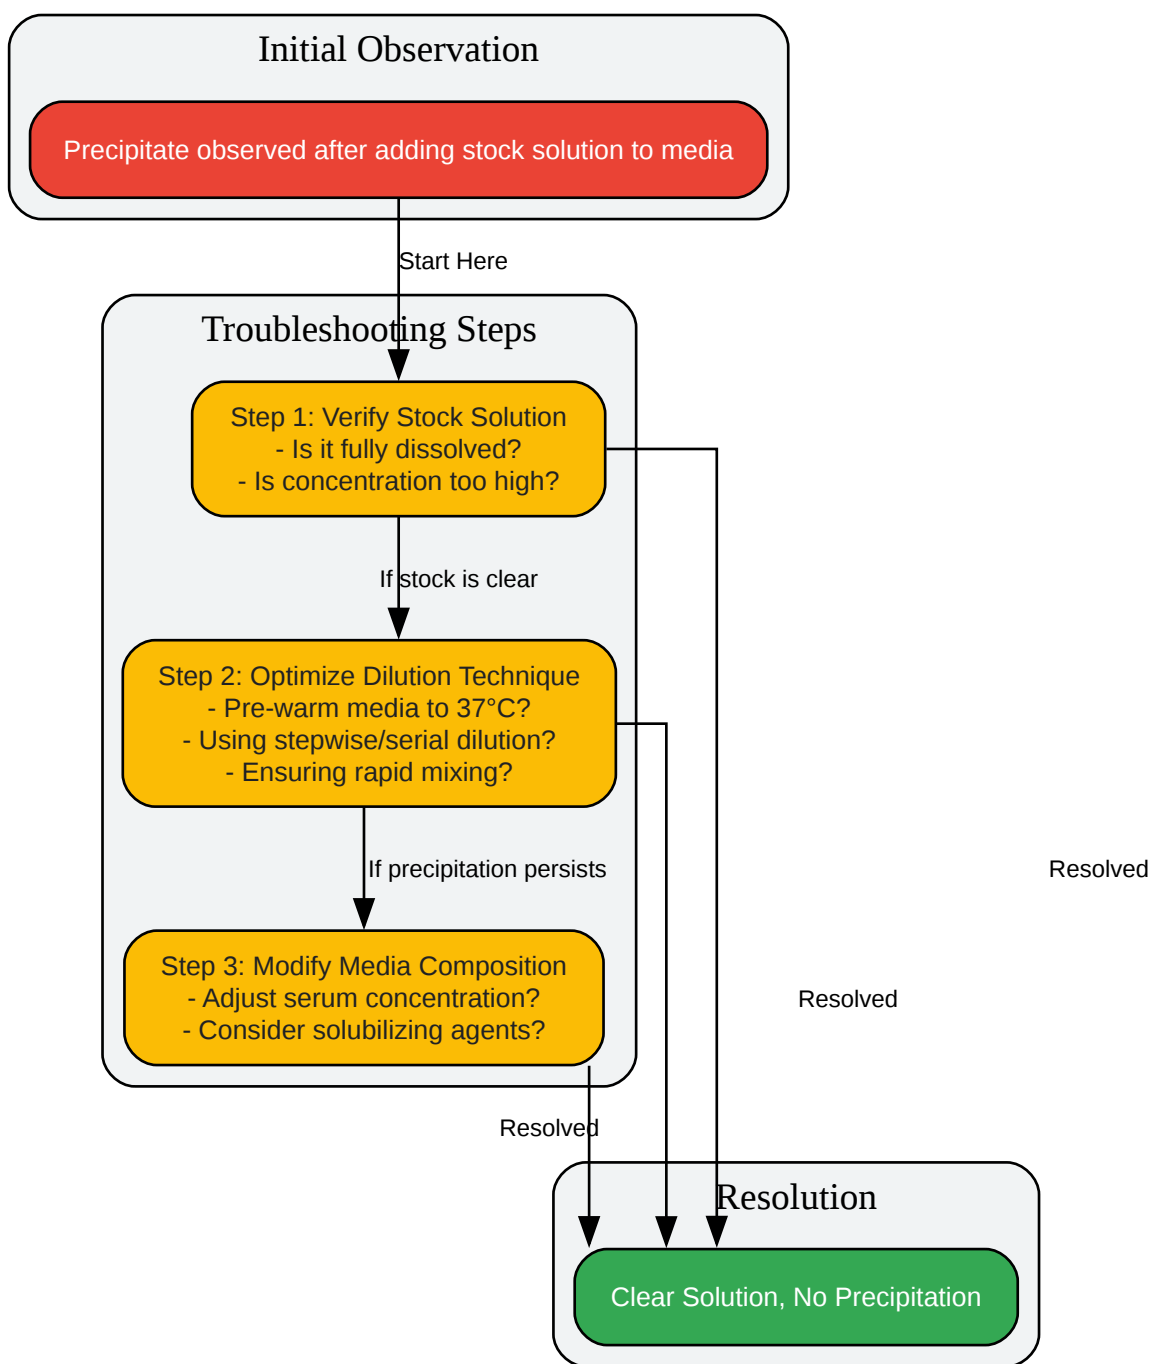 Initial Observation
Precipitate observed after adding stock solution to media
Start Here
Troubleshooting Steps
Step 1: Verify Stock Solution
- Is it fully dissolved?
- Is concentration too high?
If stock is clear
Step 2: Optimize Dilution Technique
- Pre-warm media to 37°C?
- Using stepwise/serial dilution?
- Ensuring rapid mixing?
If precipitation persists
Resolved
Step 3: Modify Media Composition
- Adjust serum concentration?
- Consider solubilizing agents?
Resolved
Resolved
Resolution
Clear Solution, No Precipitation